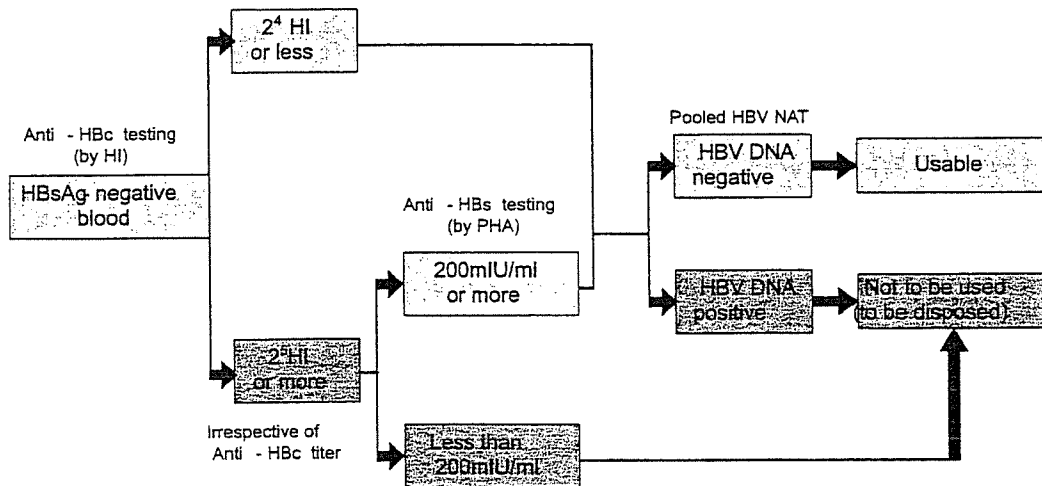 Anti - HBc testing
(by HI)
HBsAg negative
blood
2⁴ HI
or less
2⁵HI
or more
Irrespective of
Anti - HBc titer
Anti - HBs testing
(by PHA)
200mIU/ml
or more
Less than
200mIU/ml
Pooled HBV NAT
HBV DNA
negative
HBV DNA
positive
Usable
Not to be used
(to be disposed)